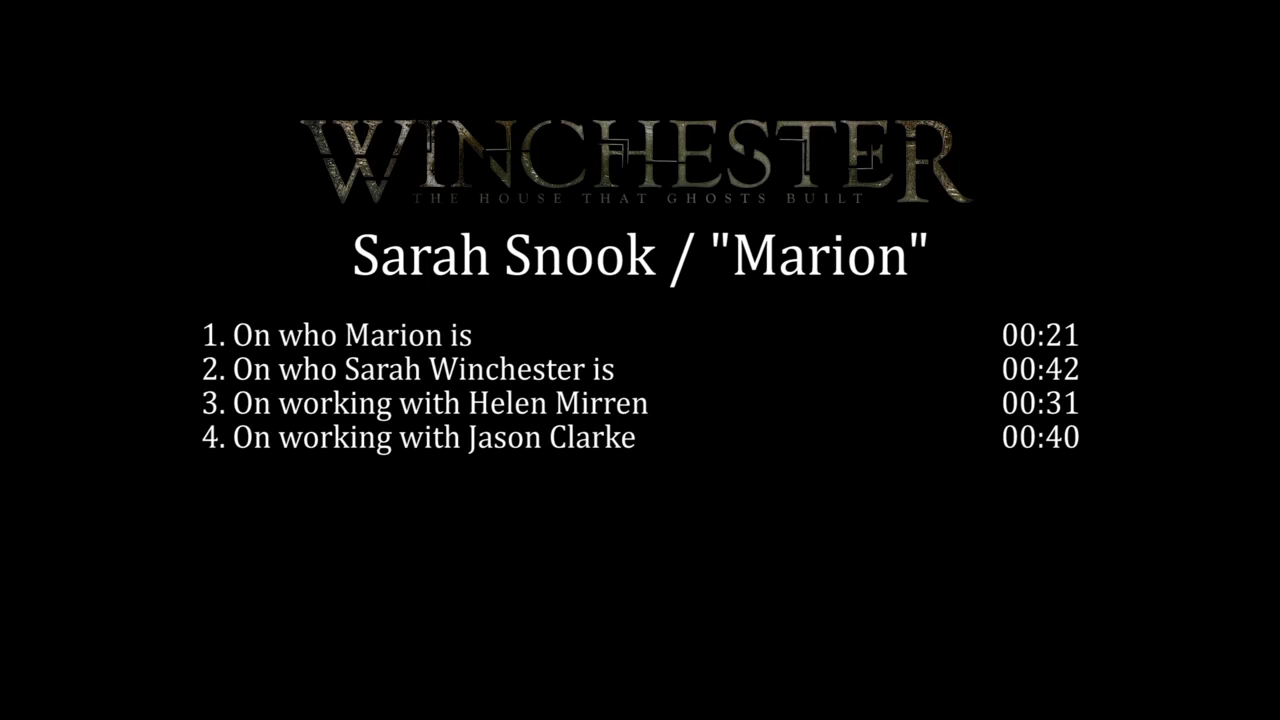 WINCHESTER
THE HOUSE THAT GHOSTS BUILT
Sarah Snook / "Marion"
1. On who Marion is 00:21
2. On who Sarah Winchester is 00:42
3. On working with Helen Mirren 00:31
4. On working with Jason Clarke 00:40